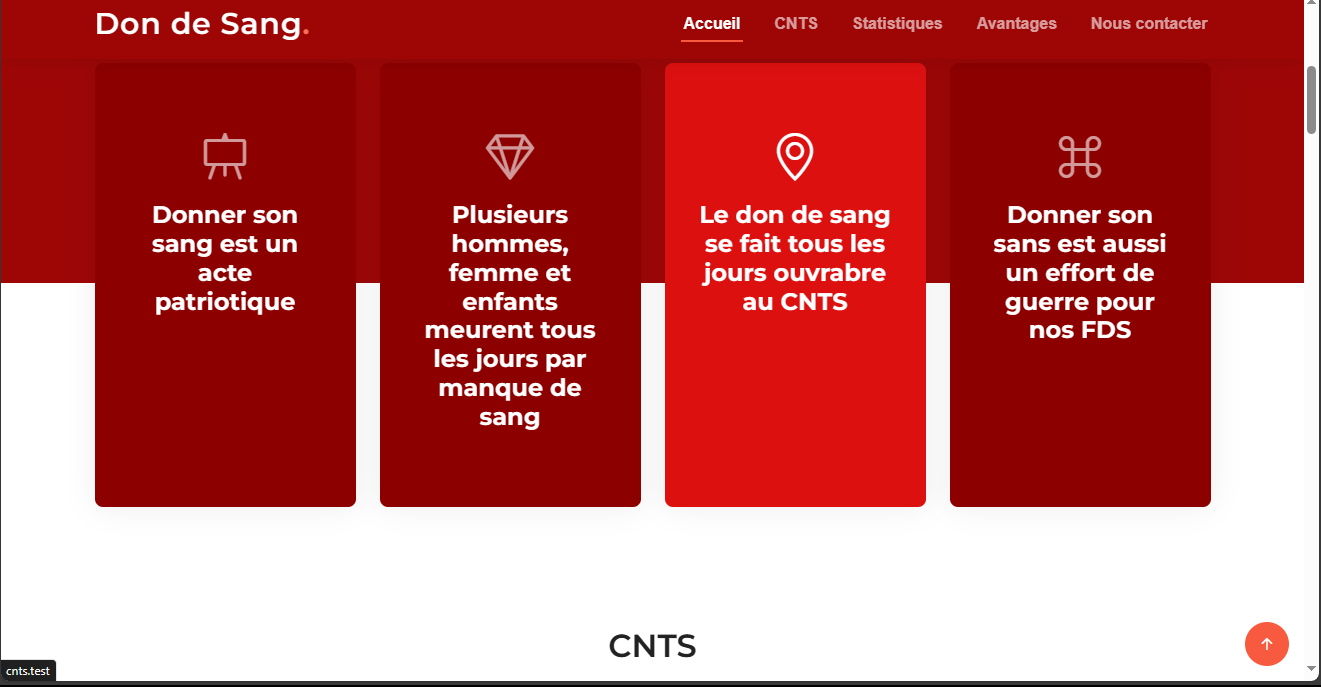 Don de Sang.
Accueil CNTS Statistiques Avantages Nous contacter
Donner son
sang est un
acte
patriotique
Plusieurs
hommes,
femme et
enfants
meurent tous
les jours par
manque de
sang
Le don de sang
se fait tous les
jours ouvrabre
au CNTS
Donner son
sans est aussi
un effort de
guerre pour
nos FDS
CNTS
cnts.test